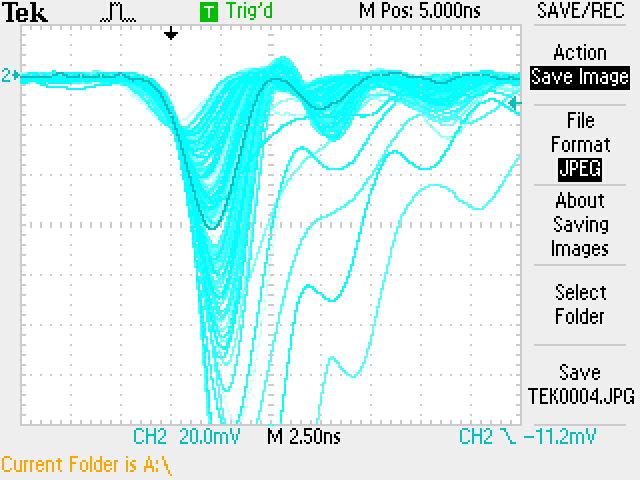 Tek T Trig'd M Pos: 5.000ns SAVE/REC
Action
Save Image
2
File
Format
JPEG
About
Saving
Images
Select
Folder
Save
TEK0004.JPG
CH2 20.0mV M 2.50ns CH2 \ -11.2mV
Current Folder is A:\